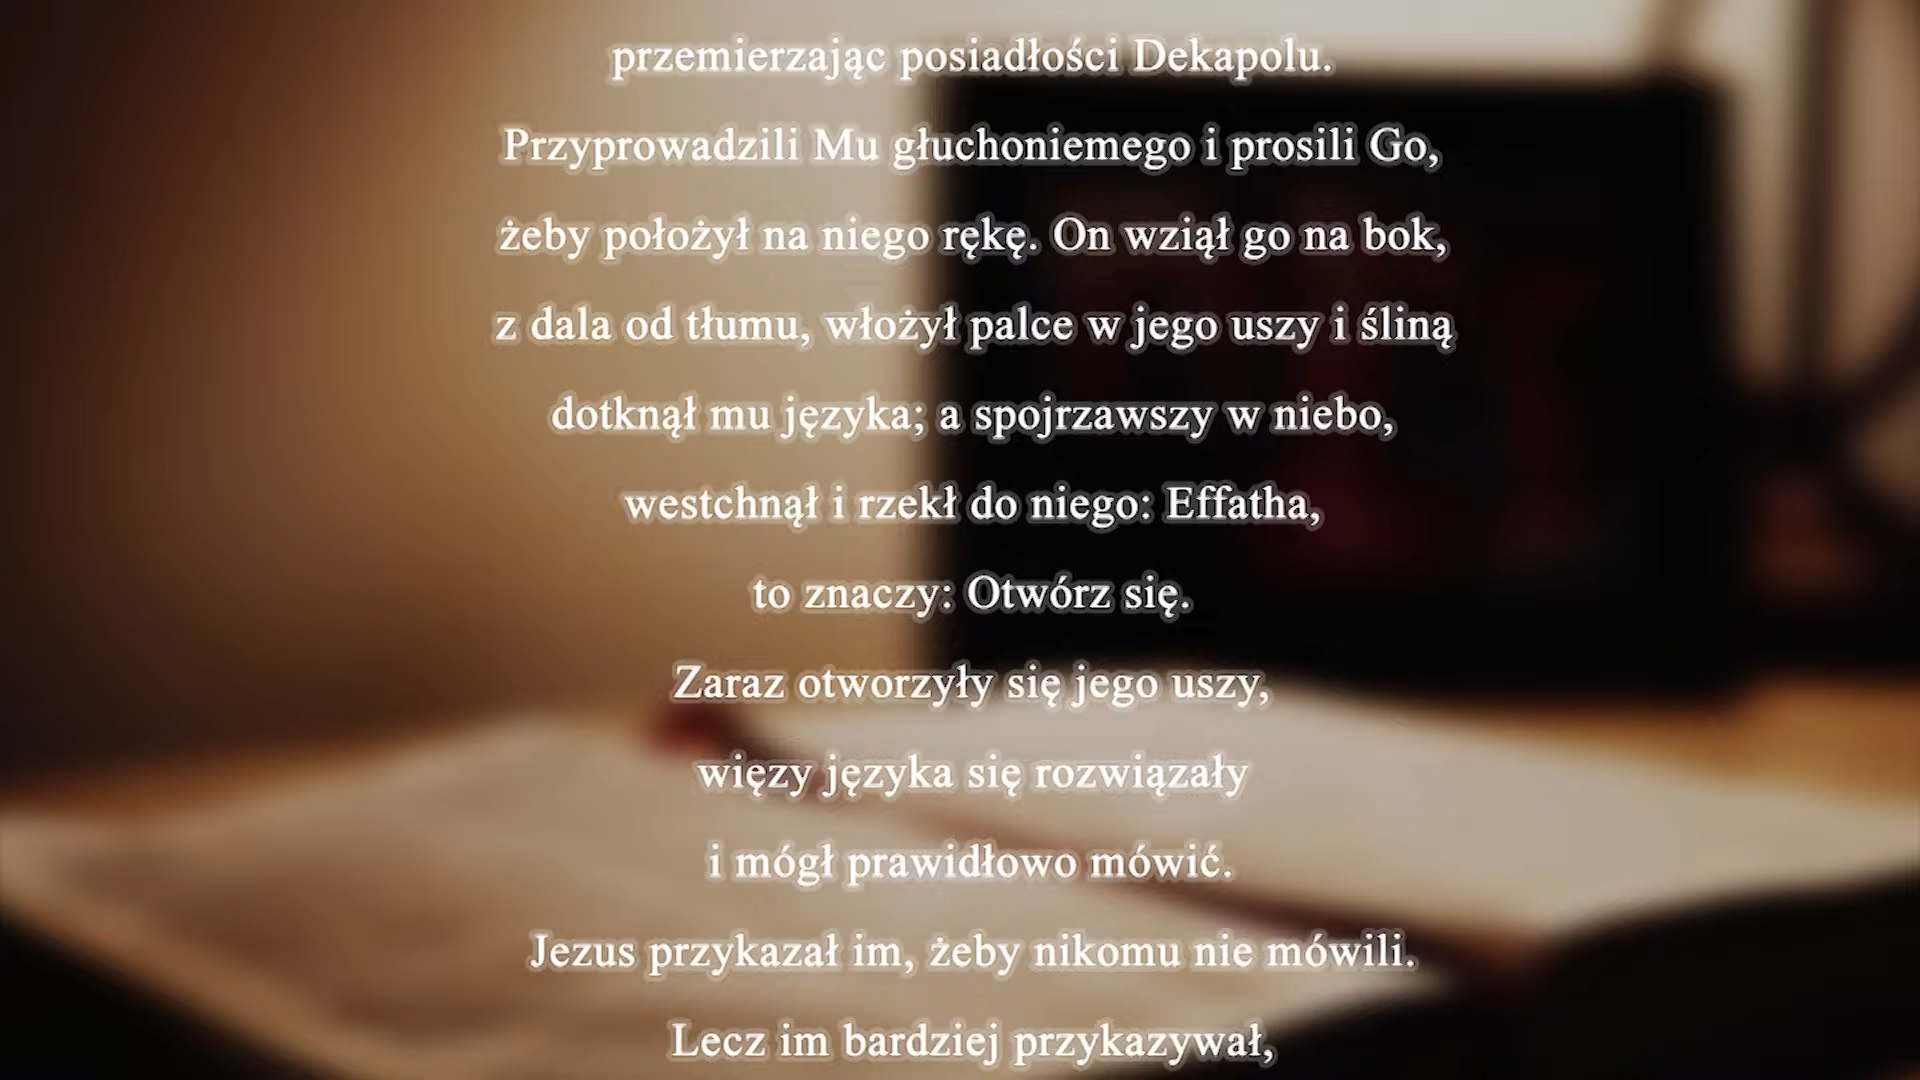 przemierzając posiadłości Dekapolu.
Przyprowadzili Mu głuchoniemego i prosili Go,
żeby położył na niego rękę. On wziął go na bok,
z dala od tłumu, włożył palce w jego uszy i śliną
dotknął mu języka; a spojrzawszy w niebo,
westchnął i rzekł do niego: Effatha,
to znaczy: Otwórz się.
Zaraz otworzyły się jego uszy,
więzy języka się rozwiązały
i mógł prawidłowo mówić.
Jezus przykazał im, żeby nikomu nie mówili.
Lecz im bardziej przykazywał,